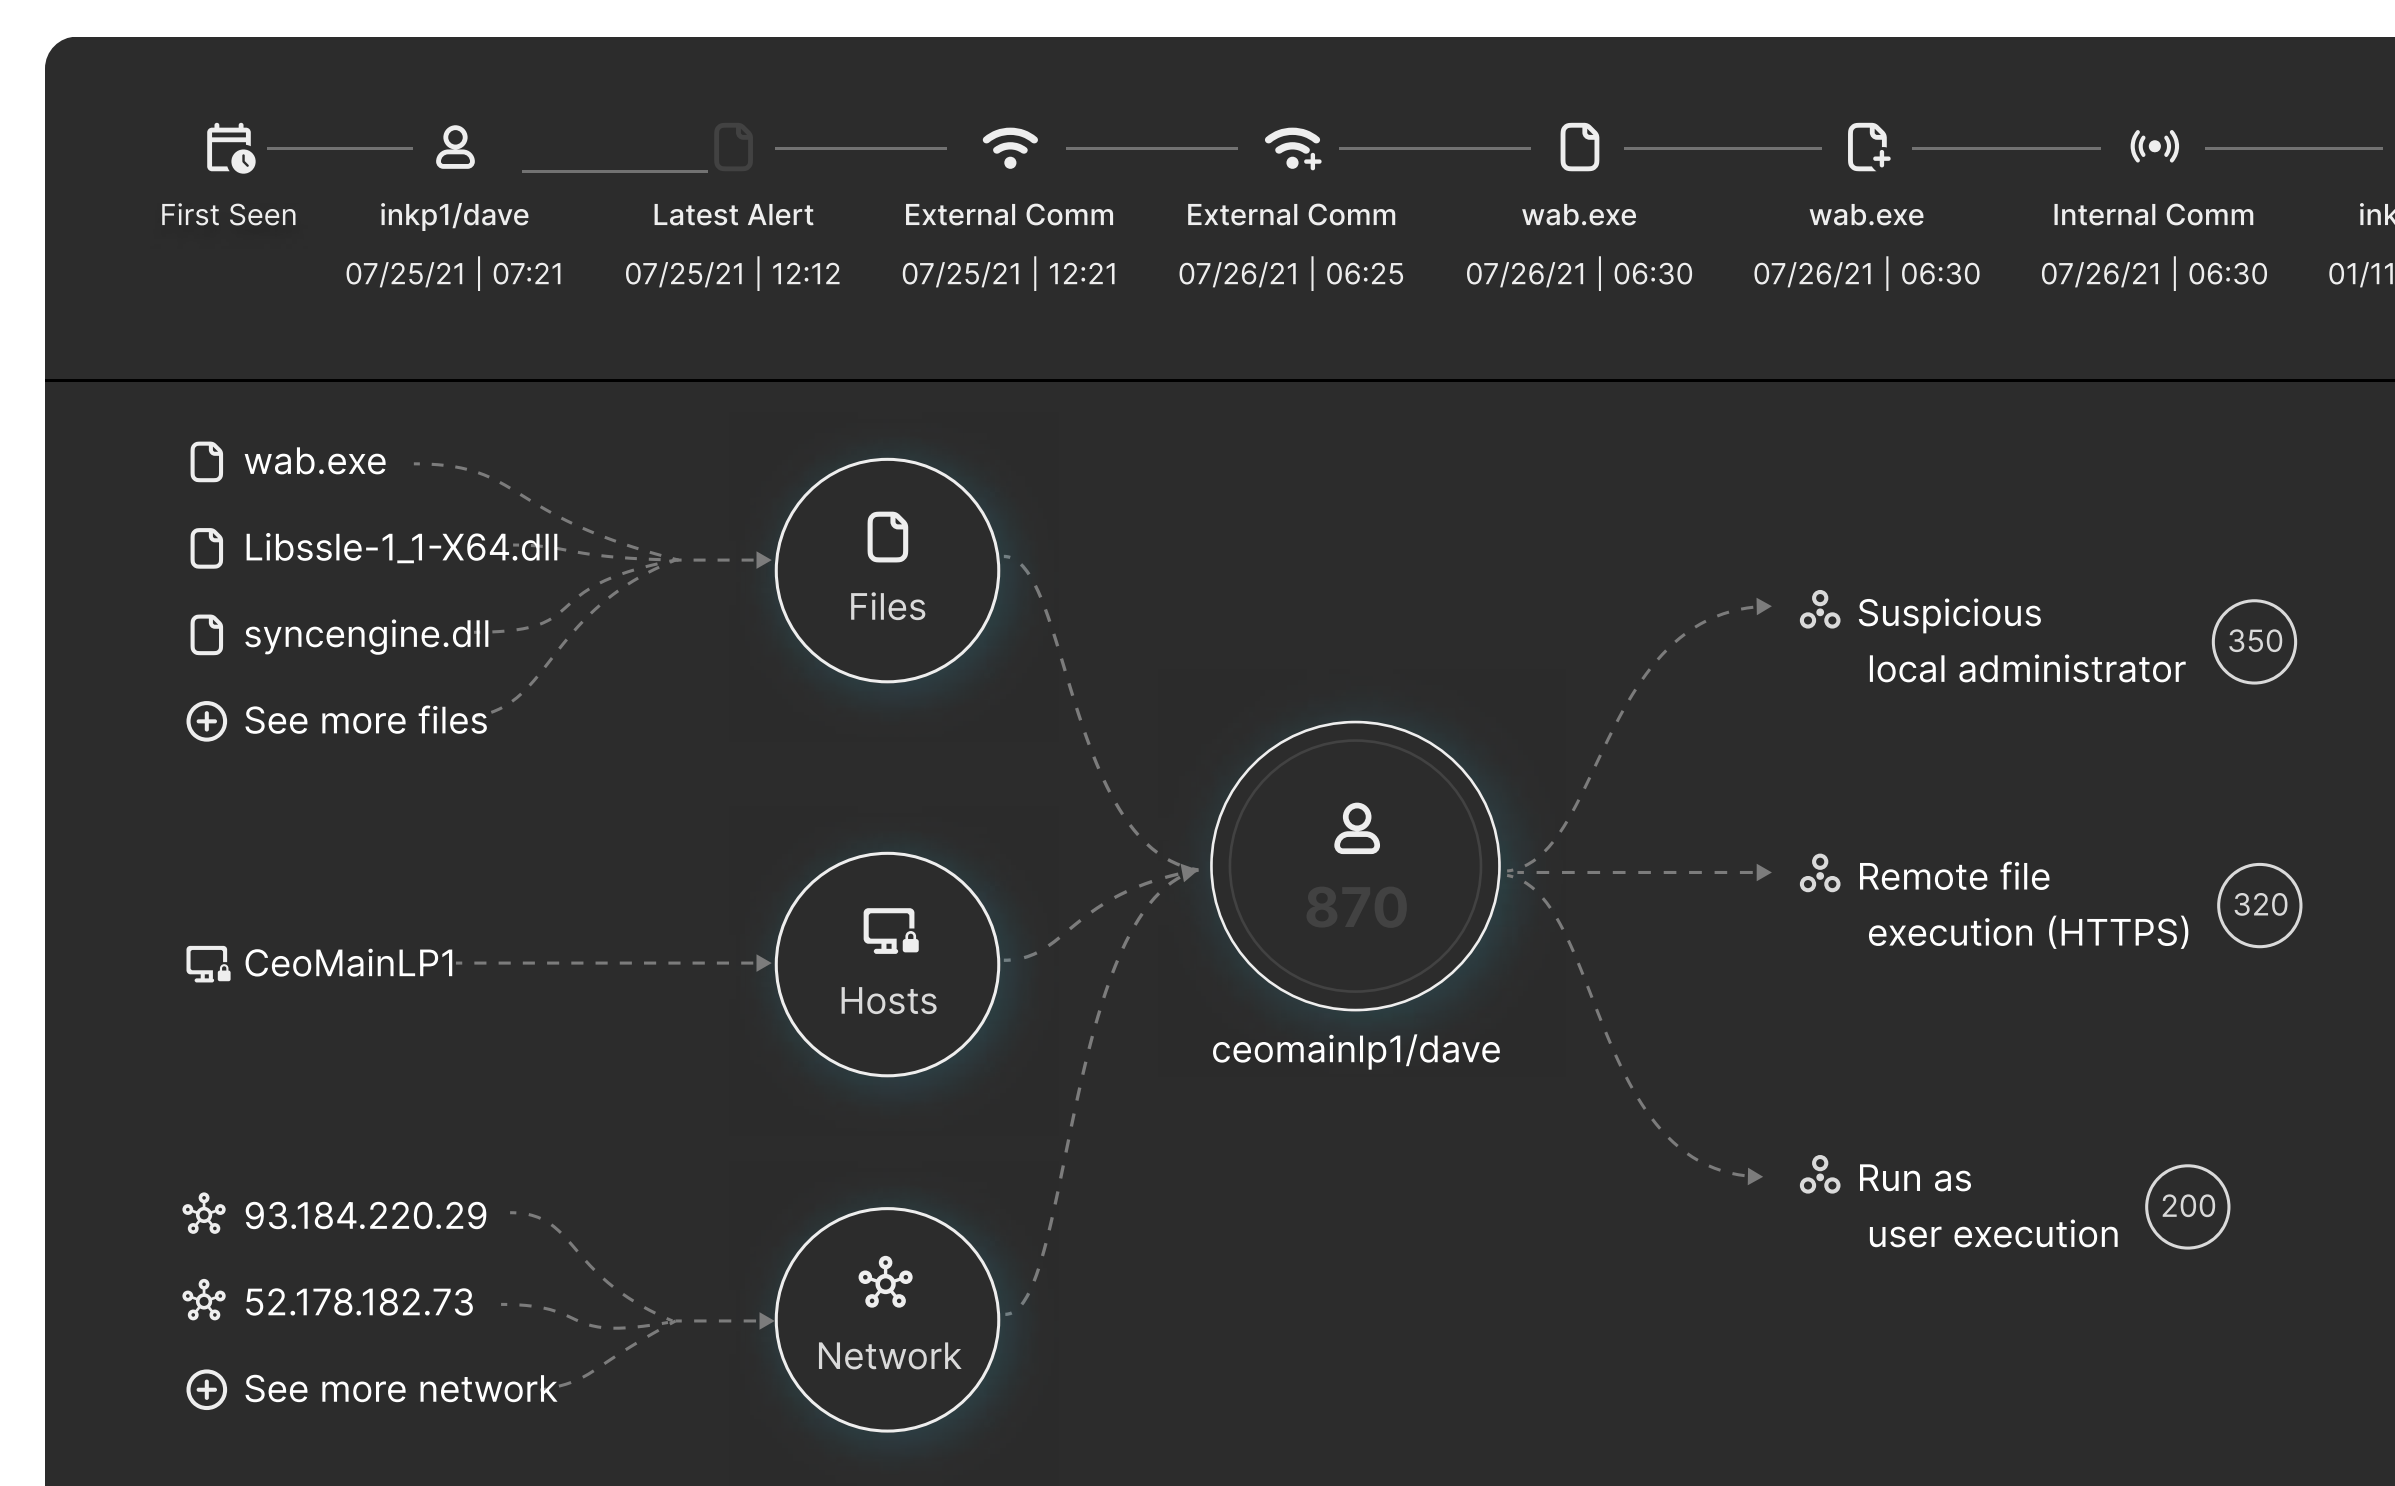 First Seen
inkp1/dave
07/25/21 | 07:21
Latest Alert
07/25/21 | 12:12
External Comm
07/25/21 | 12:21
External Comm
07/26/21 | 06:25
wab.exe
07/26/21 | 06:30
wab.exe
07/26/21 | 06:30
Internal Comm
07/26/21 | 06:30
ink
01/11
wab.exe
Libssle-1_1-X64.dll
syncengine.dll
See more files
Files
CeoMainLP1
Hosts
93.184.220.29
52.178.182.73
See more network
Network
870
ceomainlp1/dave
Suspicious
local administrator
350
Remote file
execution (HTTPS)
320
Run as
user execution
200